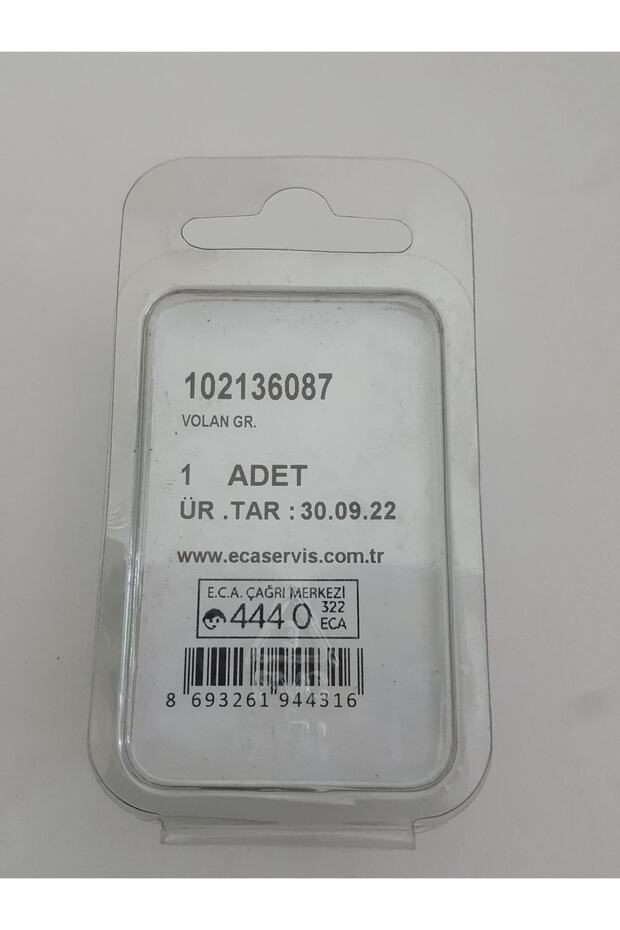 102136087
VOLAN GR.
1 ADET
ÜR .TAR : 30.09.22
www.ecaservis.com.tr
E.C.A. ÇAĞRI MERKEZİ
444 0 322 ECA
8 693261 944316